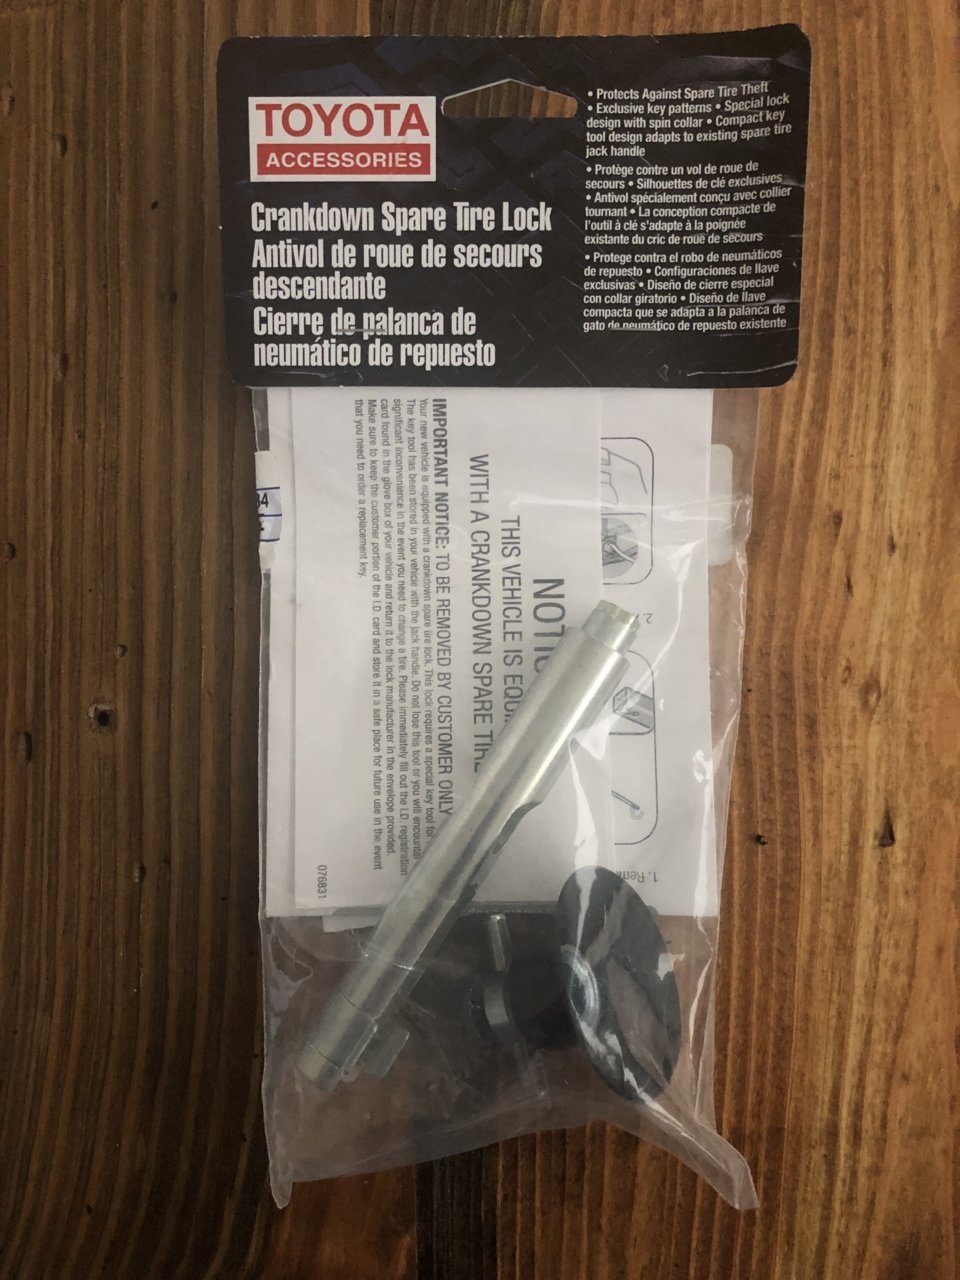 TOYOTA
ACCESSORIES
Crankdown Spare Tire Lock
Antivol de roue de secours
descendante
Cierre de palanca de
neumático de repuesto
• Protects Against Spare Tire Theft
• Exclusive key patterns • Special lock
design with spin collar • Compact key
tool design adapts to existing spare tire
jack handle
• Protège contre un vol de roue de
secours • Silhouettes de clé exclusives
• Antivol spécialement conçu avec collier
tournant • La conception compacte de
l'outil à clé s'adapte à la poignée
existante du cric de roue de secours
• Protege contra el robo de neumáticos
de repuesto • Configuraciones de llave
exclusivas • Diseño de cierre especial
con collar giratorio • Diseño de llave
compacta que se adapta a la palanca de
gato de neumático de repuesto existente
THIS VEHICLE IS
WITH A CRANKDOWN SPARE
IMPORTANT NOTICE: TO BE REMOVED BY CUSTOMER ONLY
Your new vehicle is equipped with a crankdown spare tire lock. This lock requires a special key tool for
The key tool has been stored in your vehicle with the jack handle. Do not lose this tool or you will encounter
significant inconvenience in the event you need to change a tire. Please immediately fill out the I.D. registration
card found in the glove box of your vehicle and return it to the lock manufacturer in the envelope provided.
Make sure to keep the customer portion of the I.D. card and store it in a safe place for future use in the event
that you need to order a replacement key.
076831
2.
1.